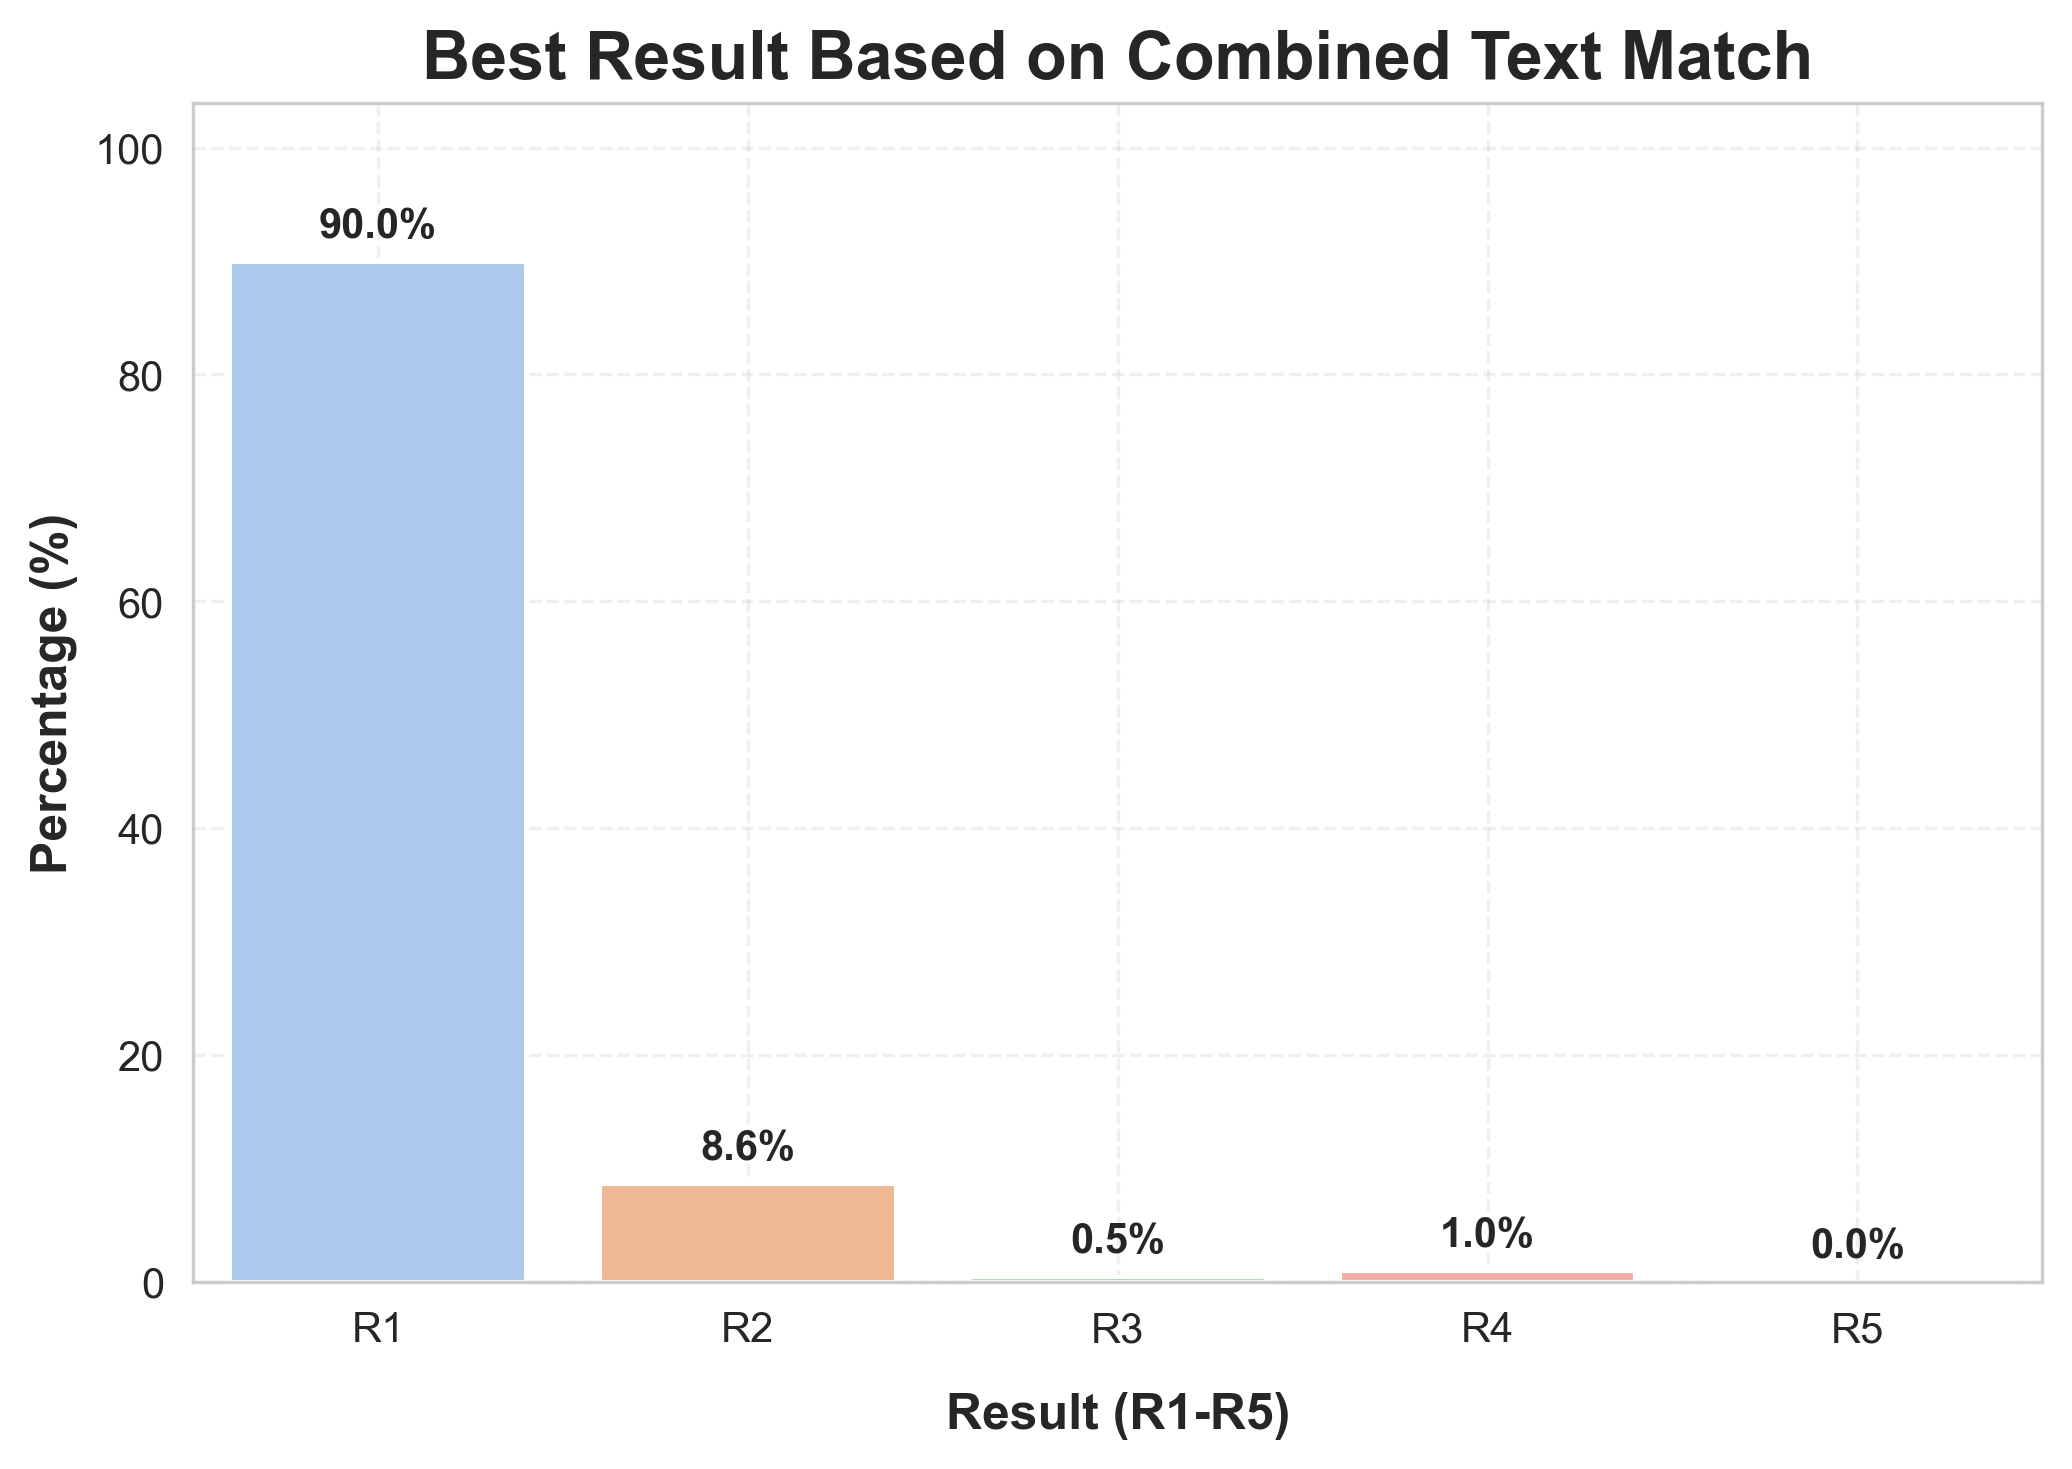 Best Result Based on Combined Text Match
100
80
60
40
20
0
Percentage (%)
90.0%
8.6%
0.5%
1.0%
0.0%
R1
R2
R3
R4
R5
Result (R1-R5)